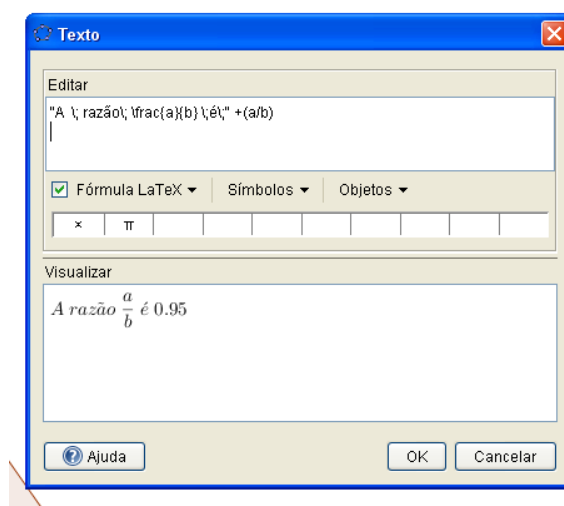 Texto
Editar
"A \; razão\; \frac{a}{b} \;é\;" +(a/b)
Fórmula LaTeX Símbolos Objetos
× π
Visualizar
A razão a/b é 0.95
Ajuda OK Cancelar